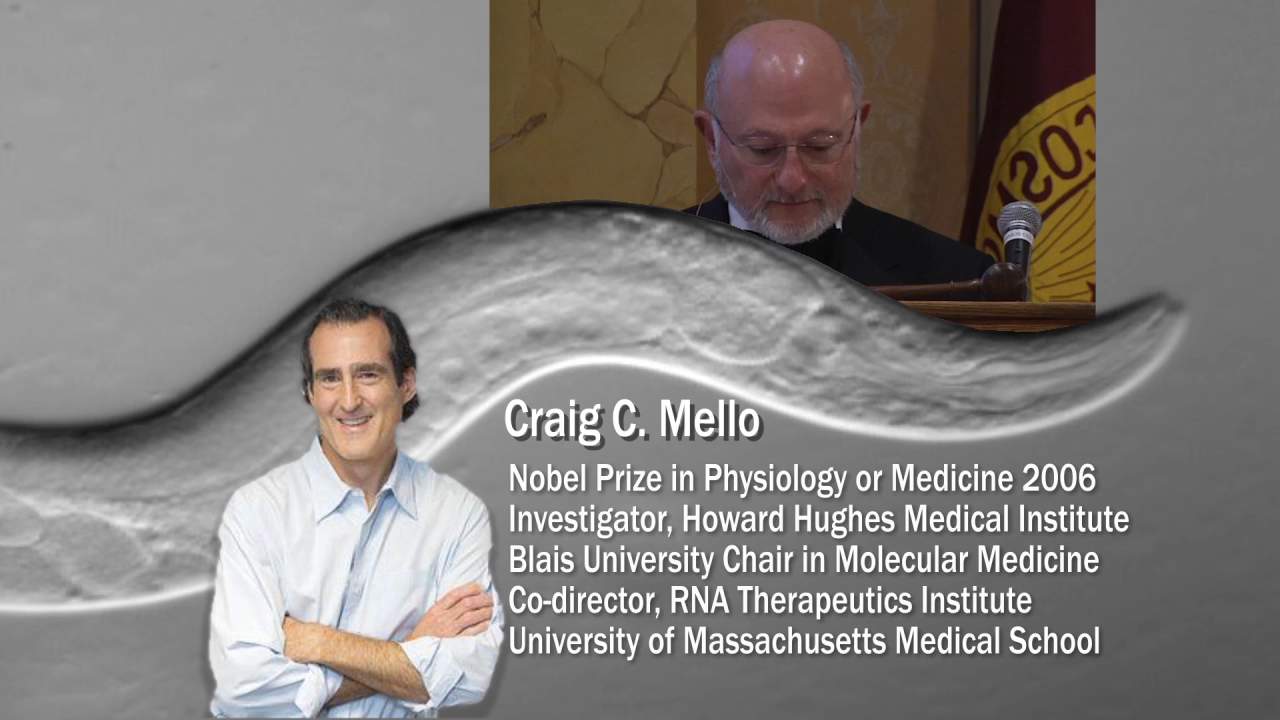 COSM
Craig C. Mello
Nobel Prize in Physiology or Medicine 2006
Investigator, Howard Hughes Medical Institute
Blais University Chair in Molecular Medicine
Co-director, RNA Therapeutics Institute
University of Massachusetts Medical School